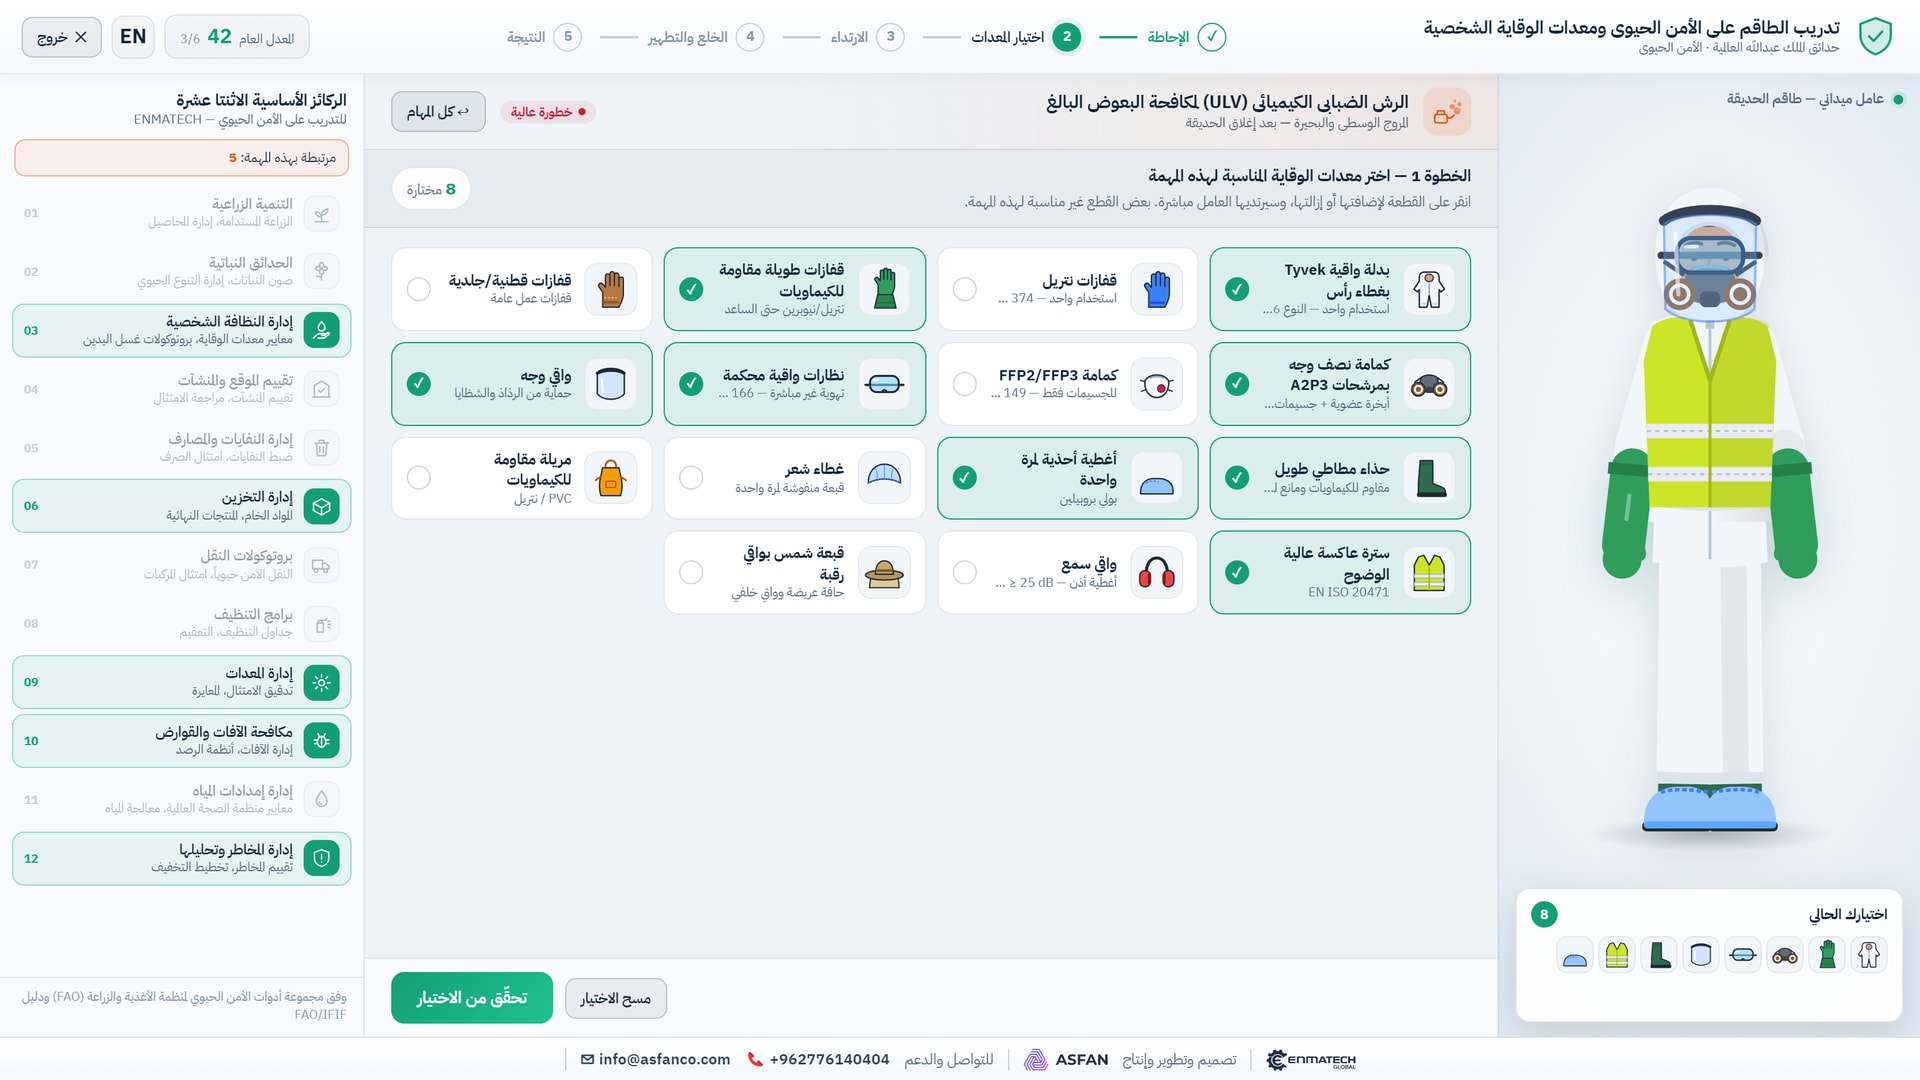 تدريب الطاقم على الأمن الحيوي ومعدات الوقاية الشخصية
حدائق الملك عبدالله العالمية · الأمن الحيوي
✓ الإحاطة
2 اختيار المعدات
3 الارتداء
4 الخلع والتطهير
5 النتيجة
المعدل العام 42 3/6
EN
✕ خروج
عامل ميداني – طاقم الحديقة
اختيارك الحالي
8
الرش الضبابي الكيميائي (ULV) لمكافحة البعوض البالغ
المروج الوسطى والبحيرة – بعد إغلاق الحديقة
خطورة عالية
↩ كل المهام
الخطوة 1 – اختر معدات الوقاية المناسبة لهذه المهمة
انقر على القطعة لإضافتها أو إزالتها، وسيرتديها العامل مباشرة. بعض القطع غير مناسبة لهذه المهمة.
8 مختارة
بدلة واقية Tyvek
بغطاء رأس
استخدام واحد – النوع 6...
قفازات نتريل
استخدام واحد – 374 ...
قفازات طويلة مقاومة
للكيماويات
نتريل/نيوبرين حتى الساعد
قفازات قطنية/جلدية
قفازات عمل عامة
كمامة نصف وجه
بمرشحات A2P3
أبخرة عضوية + جسيمات...
كمامة FFP2/FFP3
للجسيمات فقط – 149 ...
نظارات واقية محكمة
تهوية غير مباشرة – 166 ...
واقي وجه
حماية من الرذاذ والشظايا
حذاء مطاطي طويل
مقاوم للكيماويات ومانع لـ...
أغطية أحذية لمرة
واحدة
بولي بروبيلين
غطاء شعر
قبعة منفوشة لمرة واحدة
مريلة مقاومة
للكيماويات
PVC / نتريل
سترة عاكسة عالية
الوضوح
EN ISO 20471
واقي سمع
أغطية أذن – 25 dB ≤ ...
قبعة شمس بواقي
رقبة
حافة عريضة وواقٍ خلفي
مسح الاختيار
تحقّق من الاختيار
الركائز الأساسية الاثنتا عشرة
للتدريب على الأمن الحيوي – ENMATECH
مرتبطة بهذه المهمة: 5
التنمية الزراعية 01
الزراعة المستدامة، إدارة المحاصيل
الحدائق النباتية 02
صون النباتات، إدارة التنوع الحيوي
إدارة النظافة الشخصية 03
معايير معدات الوقاية، بروتوكولات غسل اليدين
تقييم الموقع والمنشآت 04
تقييم المنشآت، مراجعة الامتثال
إدارة النفايات والمصارف 05
ضبط النفايات، امتثال الصرف
إدارة التخزين 06
المواد الخام، المنتجات النهائية
بروتوكولات النقل 07
النقل الآمن حيوياً، امتثال المركبات
برامج التنظيف 08
جداول التنظيف، التعقيم
إدارة المعدات 09
تدقيق الامتثال، المعايرة
مكافحة الآفات والقوارض 10
إدارة الآفات، أنظمة الرصد
إدارة إمدادات المياه 11
معايير منظمة الصحة العالمية، معالجة المياه
إدارة المخاطر وتحليلها 12
تقييم المخاطر، تخطيط التخفيف
وفق مجموعة أدوات الأمن الحيوي لمنظمة الأغذية والزراعة (FAO) ودليل
FAO/IFIF
ENMATECH GLOBAL
تصميم وتطوير وإنتاج ASFAN
للتواصل والدعم +962776140404 info@asfanco.com